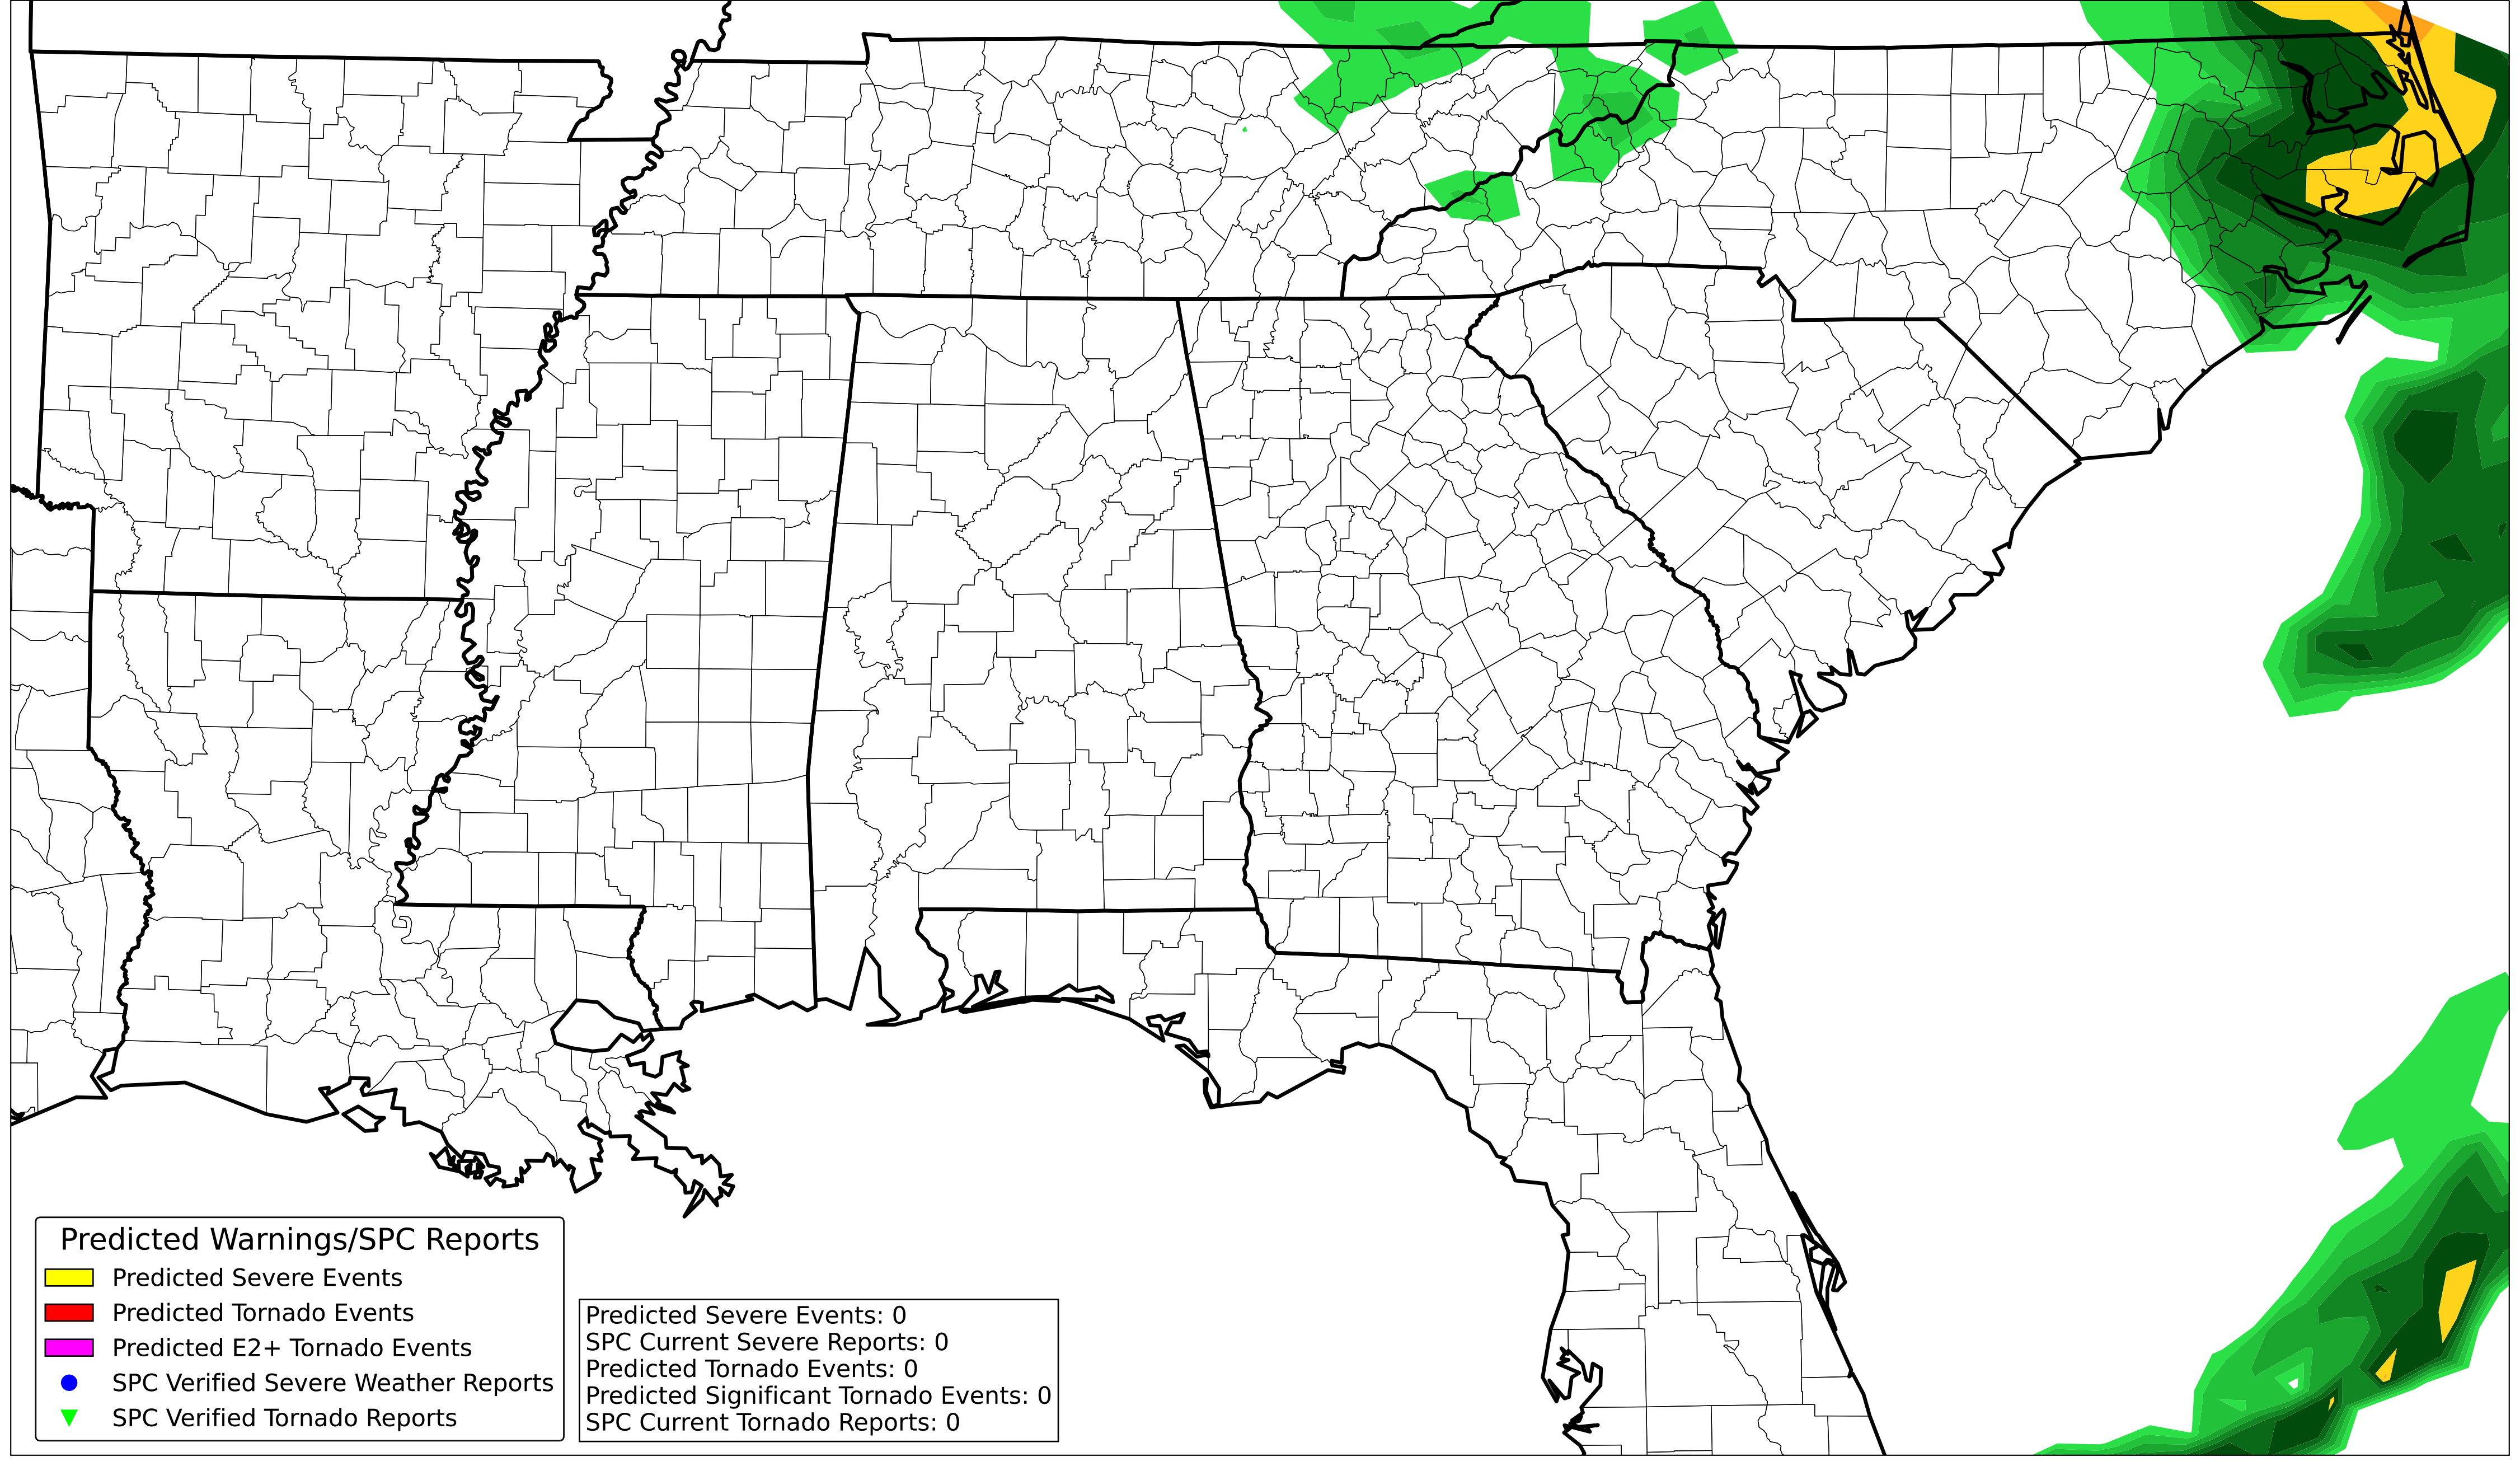 Predicted Warnings/SPC Reports
Predicted Severe Events
Predicted Tornado Events
Predicted E2+ Tornado Events
SPC Verified Severe Weather Reports
SPC Verified Tornado Reports
Predicted Severe Events: 0
SPC Current Severe Reports: 0
Predicted Tornado Events: 0
Predicted Significant Tornado Events: 0
SPC Current Tornado Reports: 0